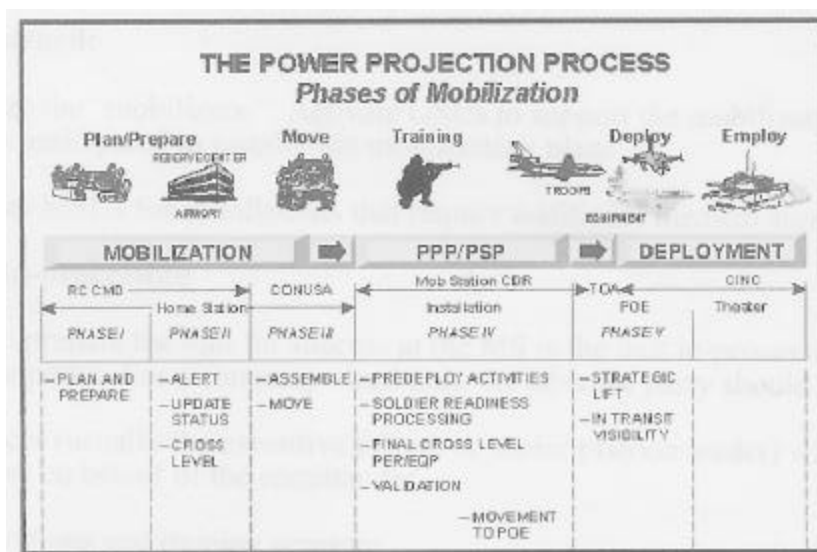 THE POWER PROJECTION PROCESS
Phases of Mobilization
Plan/Prepare Move Training Deploy Employ
RESERVE CENTER
ARMORY
TROOPS
EQUIPMENT
MOBILIZATION PPP/PSP DEPLOYMENT
RC CMD CONUSA Mob Station CDR TOA CINC
Home Station Installation POE Theater
PHASE I PHASE II PHASE III PHASE IV PHASE V
– PLAN AND PREPARE
– ALERT
– UPDATE STATUS
– CROSS LEVEL
– ASSEMBLE
– MOVE
– PREDEPLOY ACTIVITIES
– SOLDIER READINESS PROCESSING
– FINAL CROSS LEVEL PER/EQP
– VALIDATION
– MOVEMENT TO POE
– STRATEGIC LIFT
– IN TRANSIT VISIBILITY